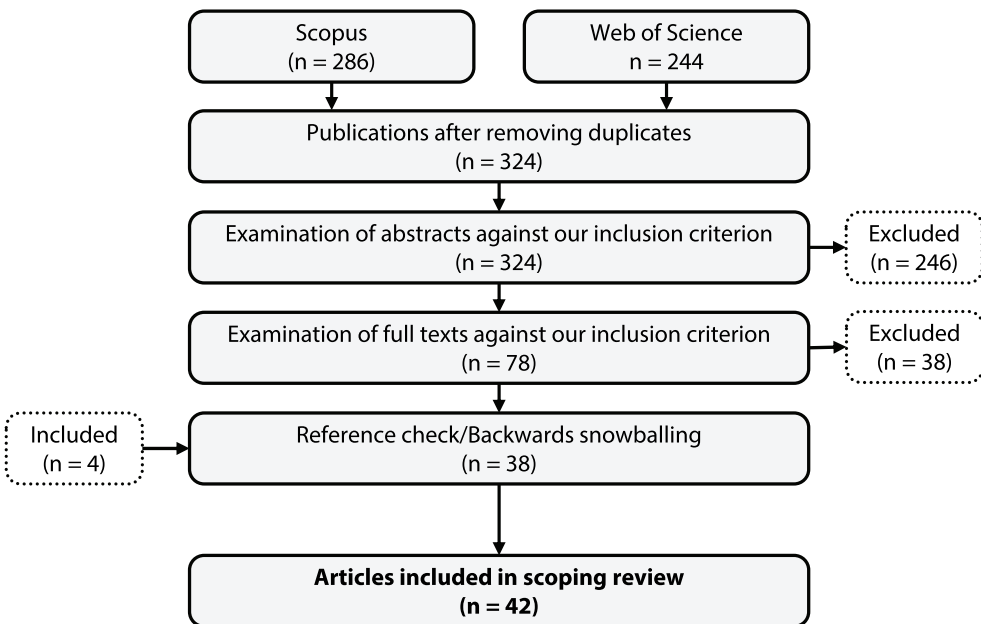 Scopus
(n = 286)
Web of Science
n = 244
Publications after removing duplicates
(n = 324)
Examination of abstracts against our inclusion criterion
(n = 324)
Excluded
(n = 246)
Examination of full texts against our inclusion criterion
(n = 78)
Excluded
(n = 38)
Included
(n = 4)
Reference check/Backwards snowballing
(n = 38)
Articles included in scoping review
(n = 42)